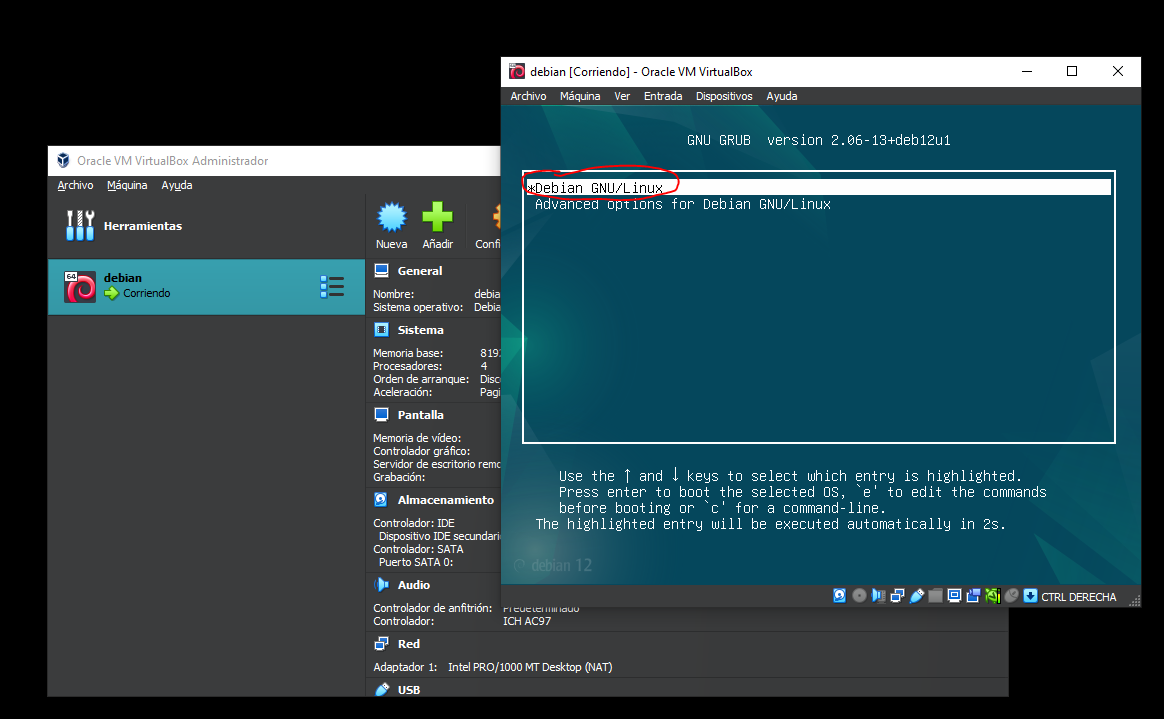 debian [Corriendo] - Oracle VM VirtualBox
Archivo Máquina Ver Entrada Dispositivos Ayuda
GNU GRUB version 2.06-13+deb12u1
*Debian GNU/Linux
Advanced options for Debian GNU/Linux
Use the ↑ and ↓ keys to select which entry is highlighted.
Press enter to boot the selected OS, `e' to edit the commands
before booting or `c' for a command-line.
The highlighted entry will be executed automatically in 2s.
debian 12
CTRL DERECHA
Oracle VM VirtualBox Administrador
Archivo Máquina Ayuda
Herramientas
Nueva Añadir Confi
64
debian
Corriendo
General
Nombre: debia
Sistema operativo: Debia
Sistema
Memoria base: 819
Procesadores: 4
Orden de arranque: Disc
Aceleración: Pagi
Pantalla
Memoria de vídeo:
Controlador gráfico:
Servidor de escritorio remo
Grabación:
Almacenamiento
Controlador: IDE
Dispositivo IDE secundari
Controlador: SATA
Puerto SATA 0:
Audio
Controlador de anfitrión: Predeterminado
Controlador: ICH AC97
Red
Adaptador 1: Intel PRO/1000 MT Desktop (NAT)
USB